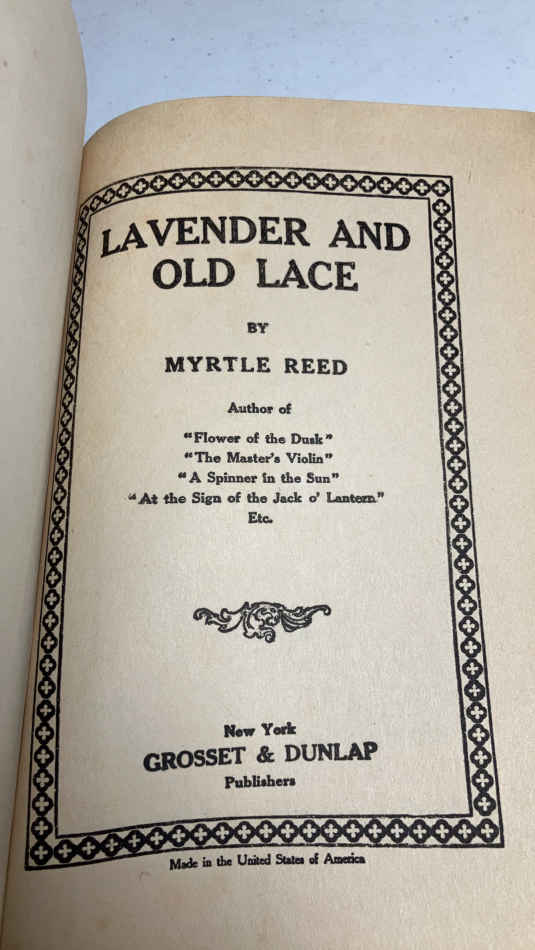 LAVENDER AND
OLD LACE
BY
MYRTLE REED
Author of
"Flower of the Dusk"
"The Master's Violin"
"A Spinner in the Sun"
"At the Sign of the Jack o' Lantern."
Etc.
New York
GROSSET & DUNLAP
Publishers
Made in the United States of America